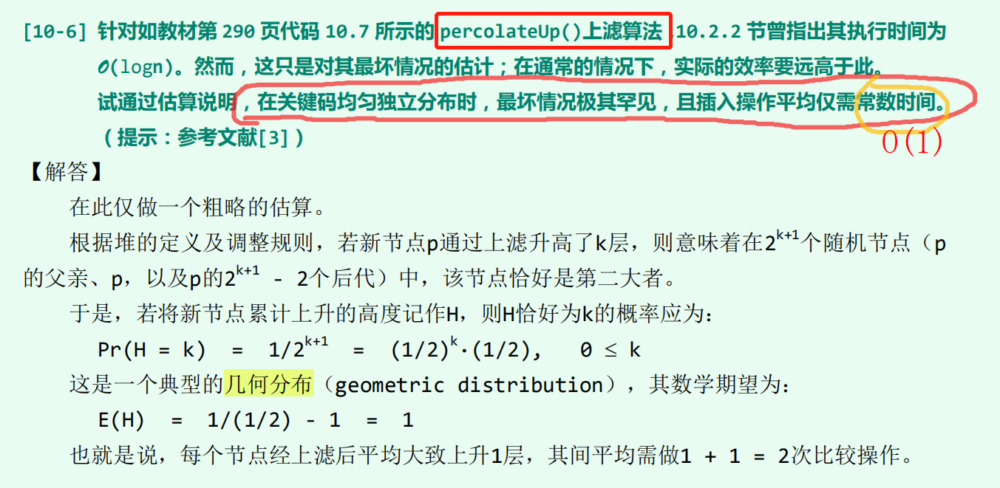 [10-6] 针对如教材第 290 页代码 10.7 所示的 percolateUp()上滤算法 10.2.2 节曾指出其执行时间为
O(logn)。然而，这只是对其最坏情况的估计；在通常的情况下，实际的效率要远高于此。
试通过估算说明，在关键码均匀独立分布时，最坏情况极其罕见，且插入操作平均仅需常数时间。
（提示：参考文献[3]）
O(1)
【解答】
在此仅做一个粗略的估算。
根据堆的定义及调整规则，若新节点p通过上滤升高了k层，则意味着在2^{k+1}个随机节点（p
的父亲、p，以及p的2^{k+1} - 2个后代）中，该节点恰好是第二大者。
于是，若将新节点累计上升的高度记作H，则H恰好为k的概率应为：
Pr(H = k) = 1/2^{k+1} = (1/2)^k·(1/2), 0 ≤ k
这是一个典型的几何分布（geometric distribution），其数学期望为：
E(H) = 1/(1/2) - 1 = 1
也就是说，每个节点经上滤后平均大致上升1层，其间平均需做1 + 1 = 2次比较操作。